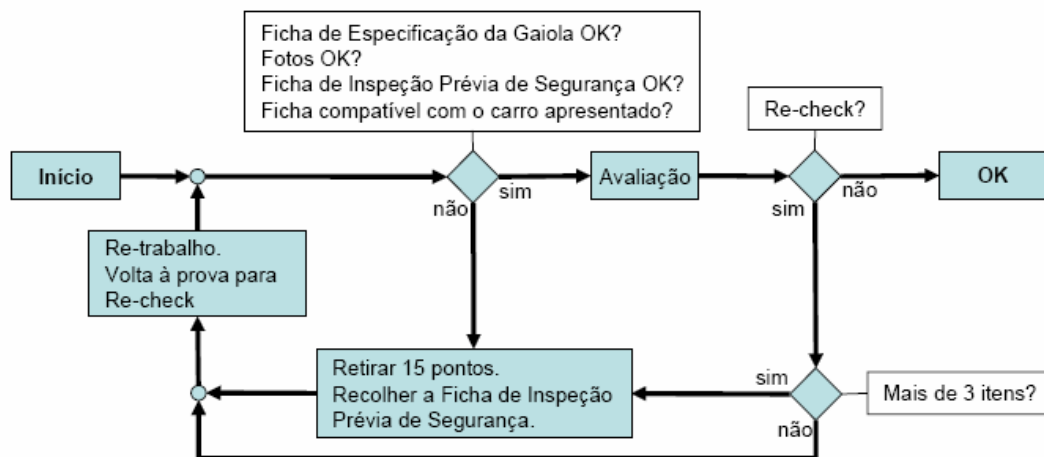 Ficha de Especificação da Gaiola OK?
Fotos OK?
Ficha de Inspeção Prévia de Segurança OK?
Ficha compatível com o carro apresentado?
Re-check?
Início
sim
Avaliação
não
OK
não
sim
Re-trabalho.
Volta à prova para
Re-check
Retirar 15 pontos.
Recolher a Ficha de Inspeção
Prévia de Segurança.
sim
Mais de 3 itens?
não